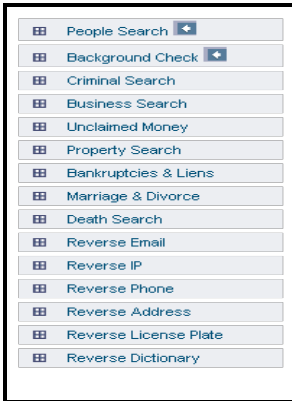 People Search
Background Check
Criminal Search
Business Search
Unclaimed Money
Property Search
Bankruptcies & Liens
Marriage & Divorce
Death Search
Reverse Email
Reverse IP
Reverse Phone
Reverse Address
Reverse License Plate
Reverse Dictionary